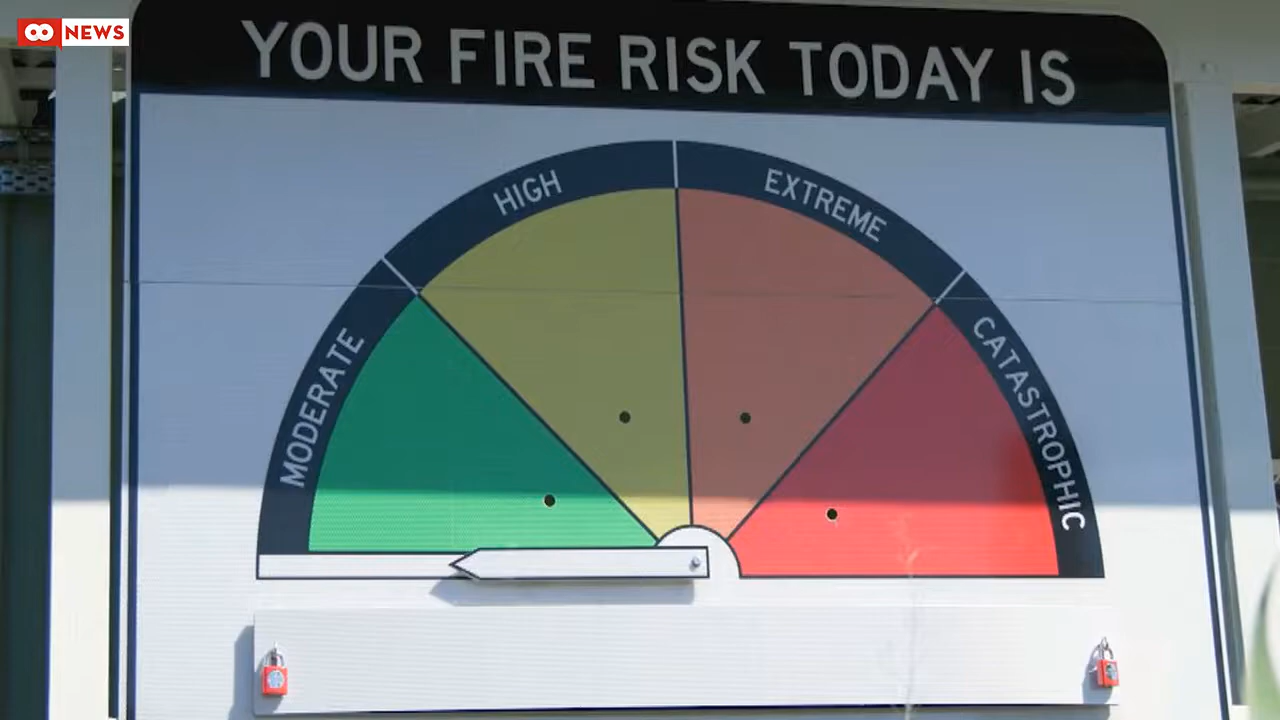 NEWS
YOUR FIRE RISK TODAY IS
MODERATE
HIGH
EXTREME
CATASTROPHIC